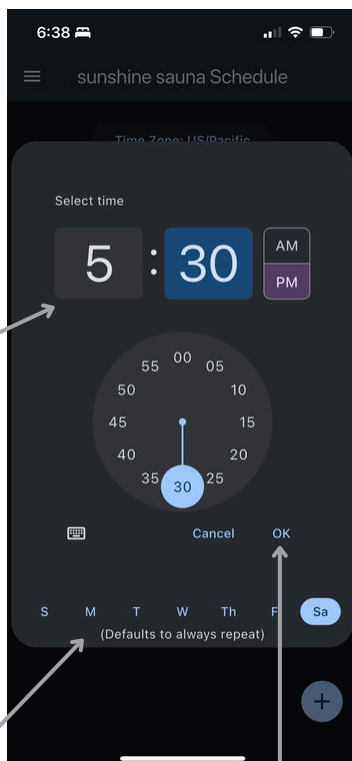 6:38
sunshine sauna Schedule
Time Zone: US/Pacific
Select time
5 : 30
AM
PM
00
55 05
50 10
45 15
40 20
35 25
30
Cancel OK
S M T W Th F Sa
(Defaults to always repeat)
+